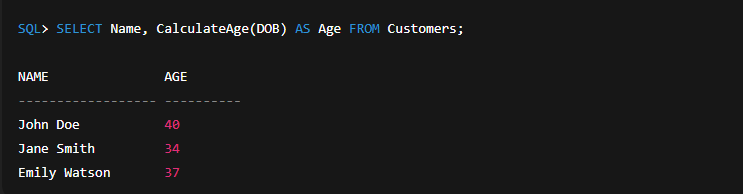 SQL> SELECT Name, CalculateAge(DOB) AS Age FROM Customers;
NAME               AGE
------------------ ----------
John Doe           40
Jane Smith         34
Emily Watson       37